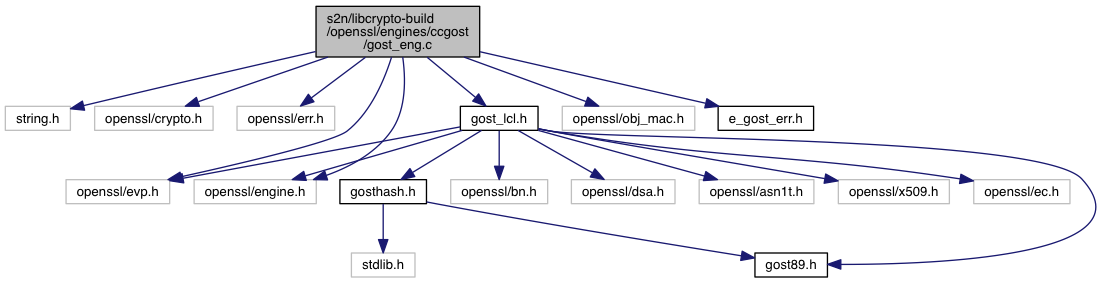 s2n/libcrypto-build
/openssl/engines/ccgost
/gost_eng.c
string.h
openssl/crypto.h
openssl/err.h
gost_lcl.h
openssl/obj_mac.h
e_gost_err.h
openssl/evp.h
openssl/engine.h
gosthash.h
openssl/bn.h
openssl/dsa.h
openssl/asn1t.h
openssl/x509.h
openssl/ec.h
stdlib.h
gost89.h